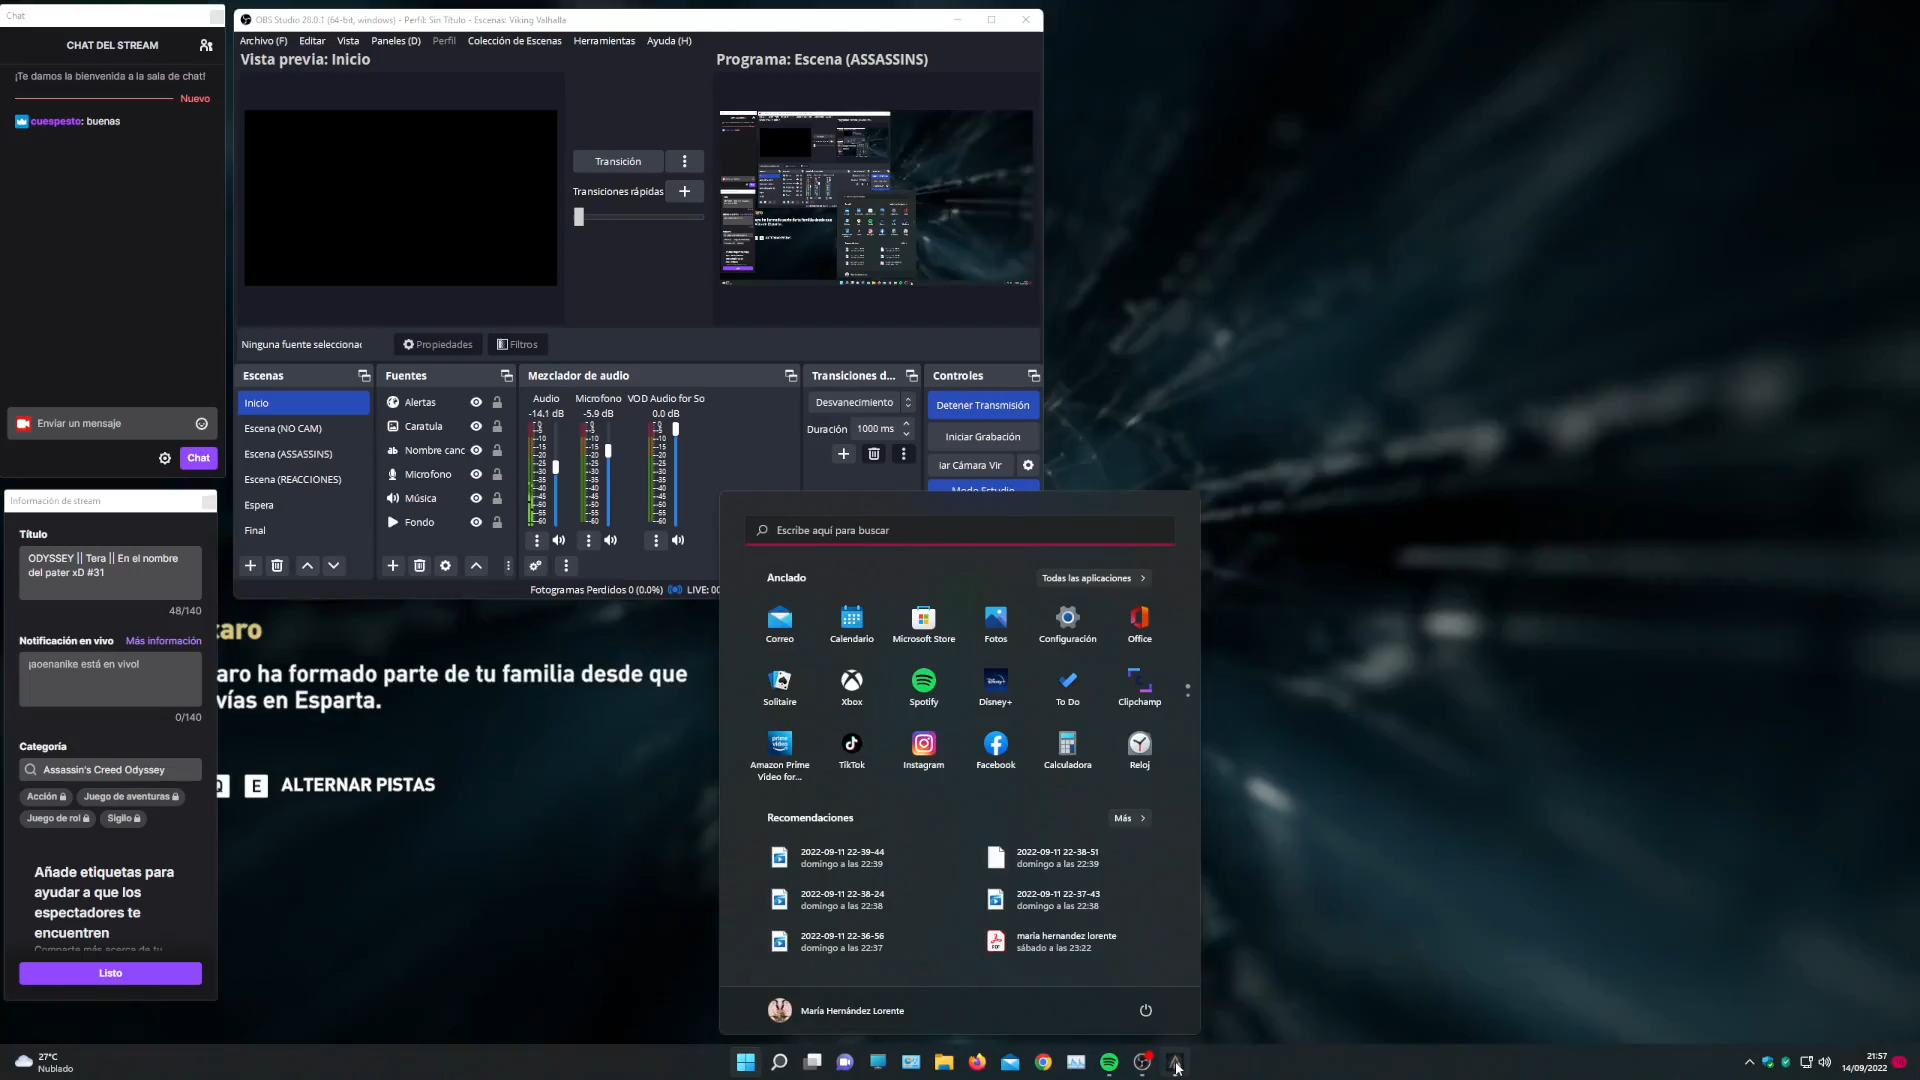 Chat
CHAT DEL STREAM
¡Te damos la bienvenida a la sala de chat!
Nuevo
cuespesto: buenas
Enviar un mensaje
Chat
Información de stream
Título
ODYSSEY || Tera || En el nombre
del pater xD #31
48/140
Notificación en vivo Más información
¡aoenanike está en vivo!
0/140
Categoría
Assassin's Creed Odyssey
Acción
Juego de aventuras
Juego de rol
Sigilo
Añade etiquetas para
ayudar a que los
espectadores te
encuentren
Comparte más acerca de tu
Listo
OBS Studio 28.0.1 (64-bit, windows) - Perfil: Sin Título - Escenas: Viking Valhalla
Archivo (F) Editar Vista Paneles (D) Perfil Colección de Escenas Herramientas Ayuda (H)
Vista previa: Inicio
Programa: Escena (ASSASSINS)
Transición
Transiciones rápidas
Ninguna fuente seleccionac
Propiedades
Filtros
Escenas
Inicio
Escena (NO CAM)
Escena (ASSASSINS)
Escena (REACCIONES)
Espera
Final
Fuentes
Alertas
Caratula
ab Nombre canc
Microfono
Música
Fondo
Mezclador de audio
Audio Microfono VOD Audio for So
-14.1 dB -5.9 dB 0.0 dB
Transiciones d...
Desvanecimiento
Duración 1000 ms
Controles
Detener Transmisión
Iniciar Grabación
iar Cámara Vir
Modo Estudio
Fotogramas Perdidos 0 (0.0%) LIVE: 00
zaro
aro ha formado parte de tu familia desde que
vías en Esparta.
E ALTERNAR PISTAS
Escribe aquí para buscar
Anclado
Todas las aplicaciones
Correo
Calendario
Microsoft Store
Fotos
Configuración
Office
Solitaire
Xbox
Spotify
Disney+
To Do
Clipchamp
Amazon Prime
Video for...
TikTok
Instagram
Facebook
Calculadora
Reloj
Recomendaciones
Más
2022-09-11 22-39-44
domingo a las 22:39
2022-09-11 22-38-51
domingo a las 22:39
2022-09-11 22-38-24
domingo a las 22:38
2022-09-11 22-37-43
domingo a las 22:38
2022-09-11 22-36-56
domingo a las 22:37
maria hernandez lorente
sábado a las 23:22
María Hernández Lorente
27°C
Nublado
21:57
14/09/2022